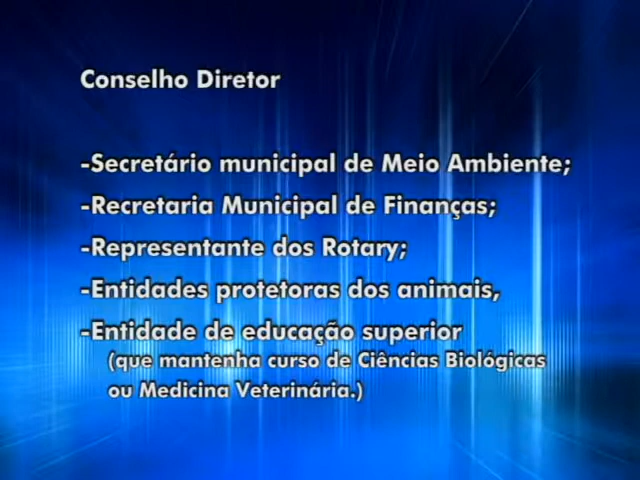 Conselho Diretor
-Secretário municipal de Meio Ambiente;
-Recretaria Municipal de Finanças;
-Representante dos Rotary;
-Entidades protetoras dos animais,
-Entidade de educação superior
(que mantenha curso de Ciências Biológicas
ou Medicina Veterinária.)